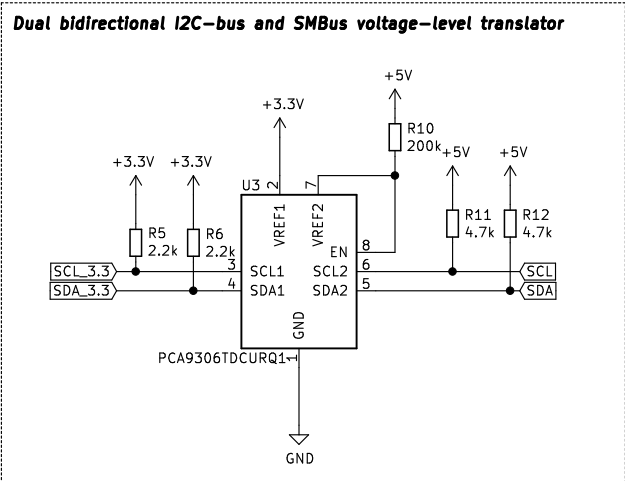 Dual bidirectional I2C-bus and SMBus voltage-level translator
+5V
+3.3V
R10
200k
+3.3V
+3.3V
+5V
+5V
U3
2
7
VREF1
VREF2
R5
2.2k
R6
2.2k
R11
4.7k
R12
4.7k
EN
8
SCL_3.3
3
SCL1
SCL2
6
SCL
SDA_3.3
4
SDA1
SDA2
5
SDA
GND
PCA9306TDCURQ1
1
GND